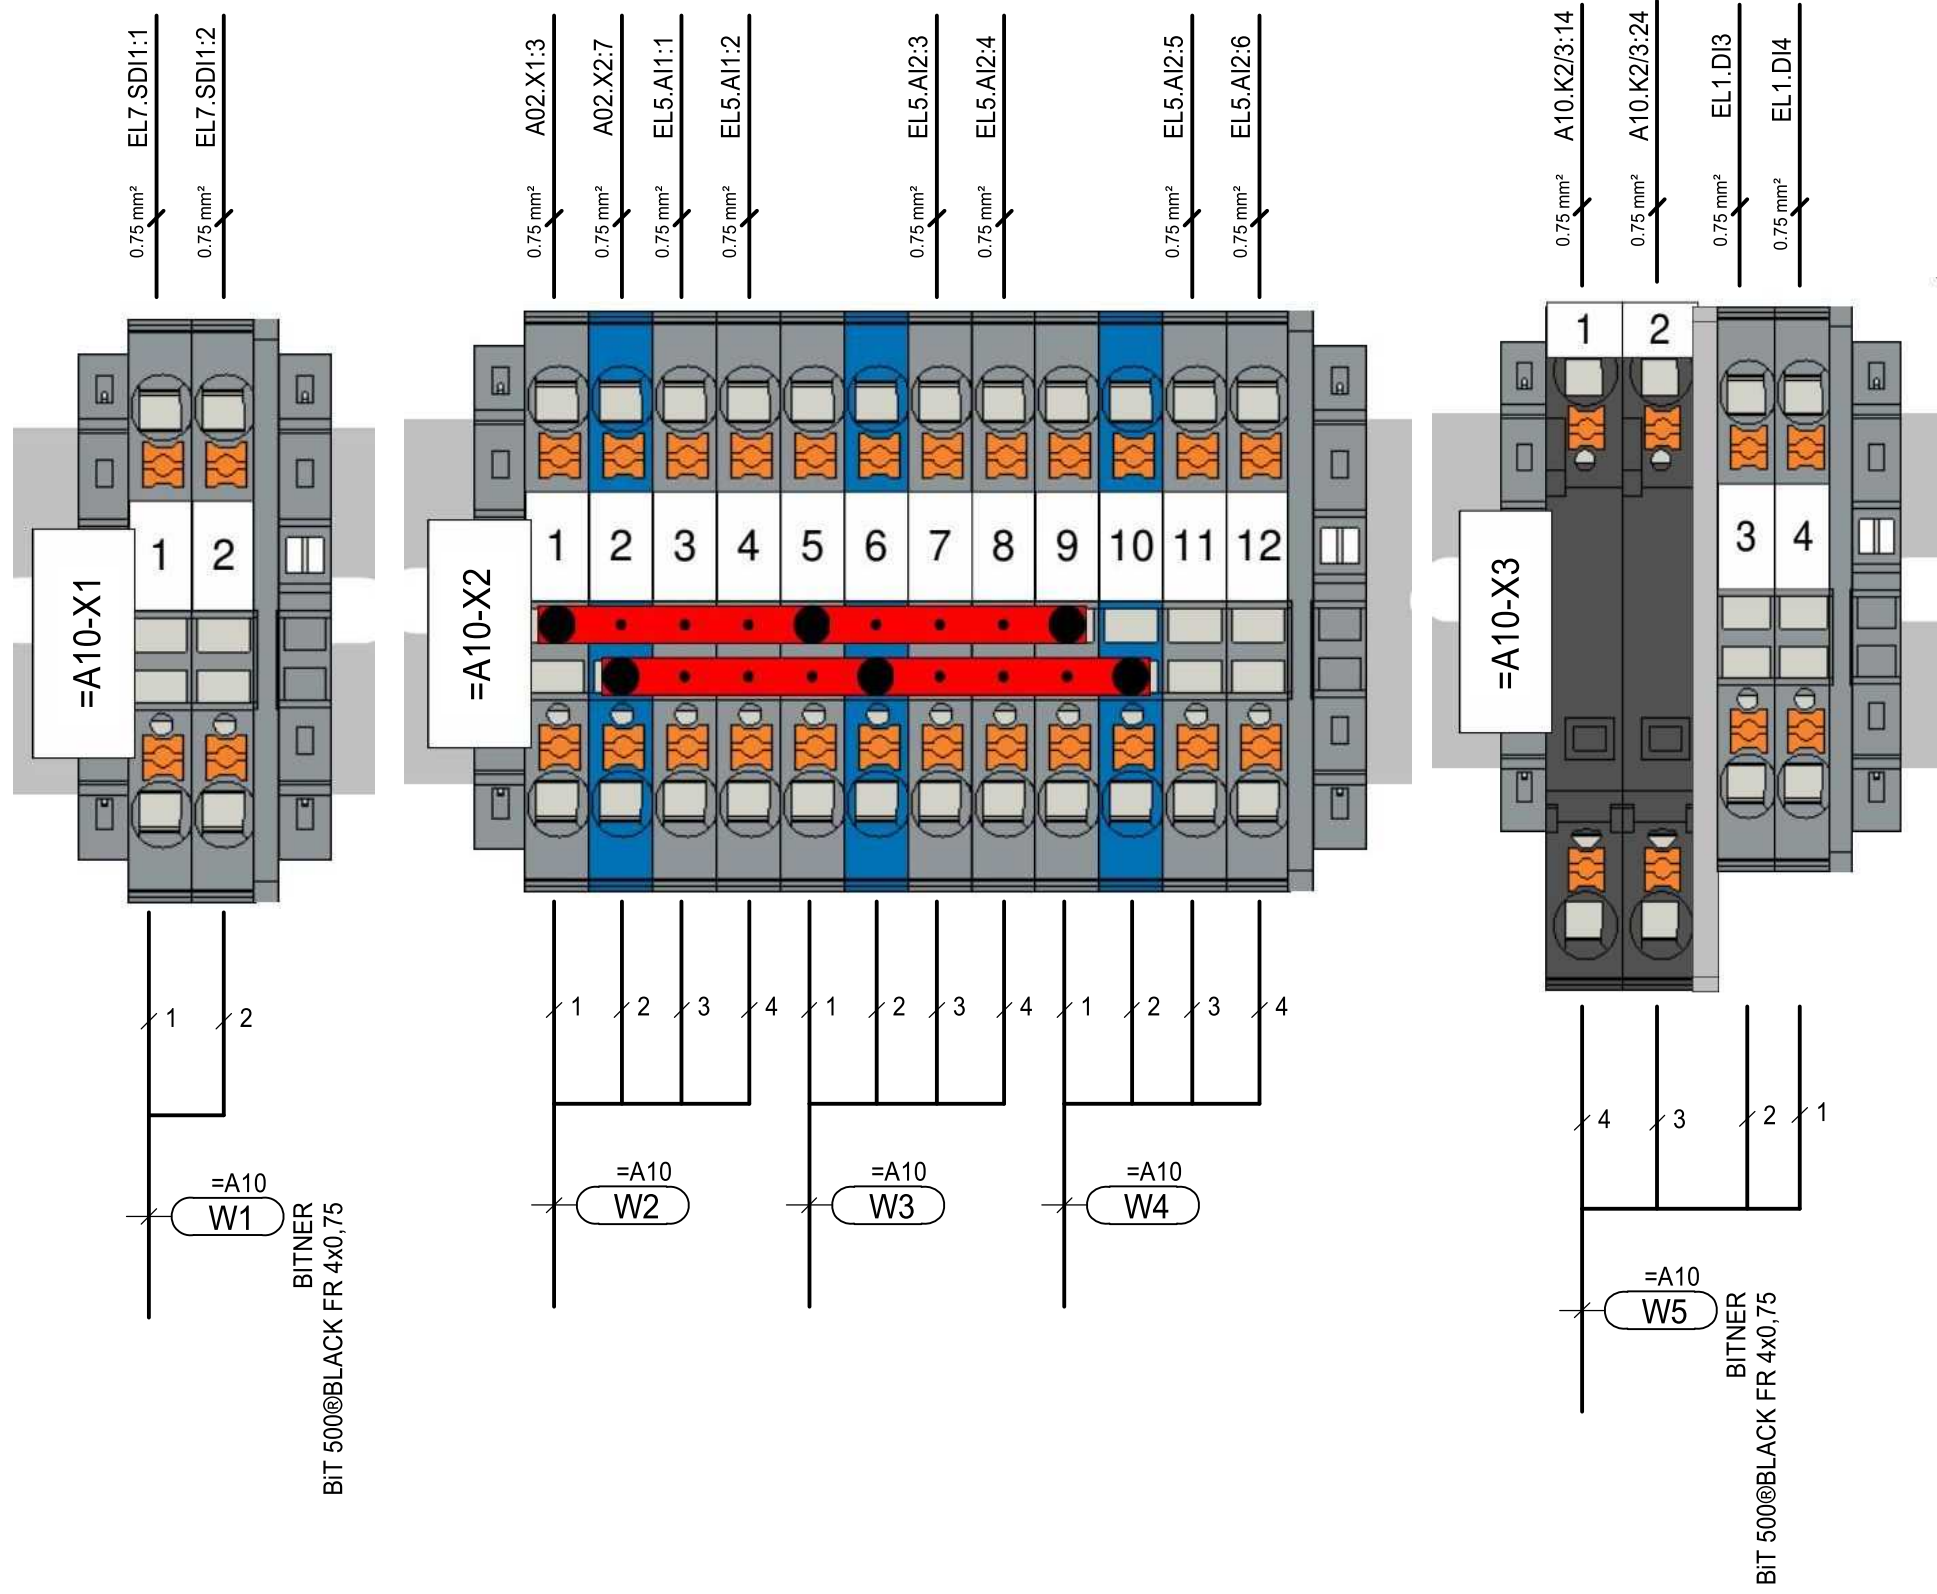 EL7.SDI1:1
EL7.SDI1:2
A02.X1:3
A02.X2:7
EL5.AI1:1
EL5.AI1:2
EL5.AI2:3
EL5.AI2:4
EL5.AI2:5
EL5.AI2:6
A10.K2/3:14
A10.K2/3:24
EL1.DI3
EL1.DI4
0.75 mm²
0.75 mm²
0.75 mm²
0.75 mm²
0.75 mm²
0.75 mm²
0.75 mm²
0.75 mm²
0.75 mm²
0.75 mm²
0.75 mm²
0.75 mm²
0.75 mm²
0.75 mm²
=A10-X1
1 2
=A10-X2
1 2 3 4 5 6 7 8 9 10 11 12
=A10-X3
1 2
3 4
1 2
1 2 3 4 1 2 3 4 1 2 3 4
4 3 2 1
=A10
W1
BITNER
BiT 500®BLACK FR 4x0,75
=A10
W2
=A10
W3
=A10
W4
=A10
W5
BITNER
BiT 500®BLACK FR 4x0,75